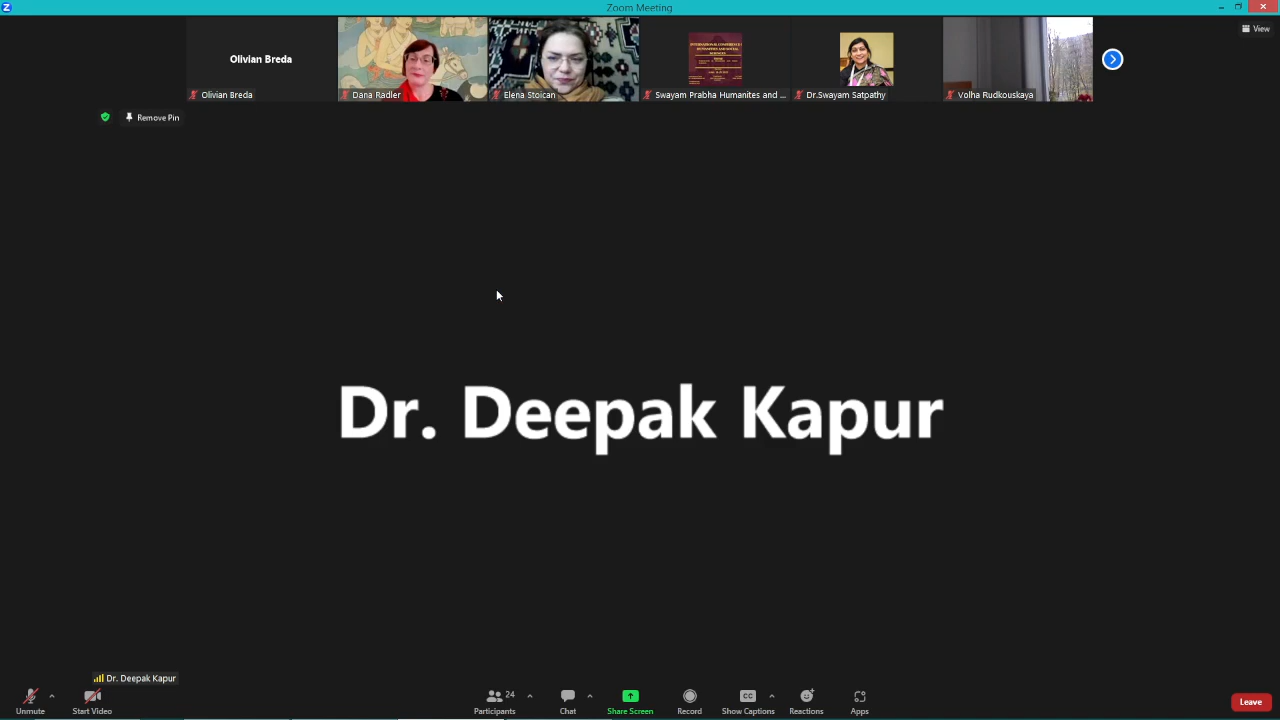 Zoom Meeting
View
Olivian Breda
Olivian Breda
Dana Radler
Elena Stoican
Swayam Prabha Humanites and ...
Dr.Swayam Satpathy
Volha Rudkouskaya
Remove Pin
Dr. Deepak Kapur
Dr. Deepak Kapur
Unmute
Start Video
24
Participants
Chat
Share Screen
Record
CC
Show Captions
Reactions
Apps
Leave